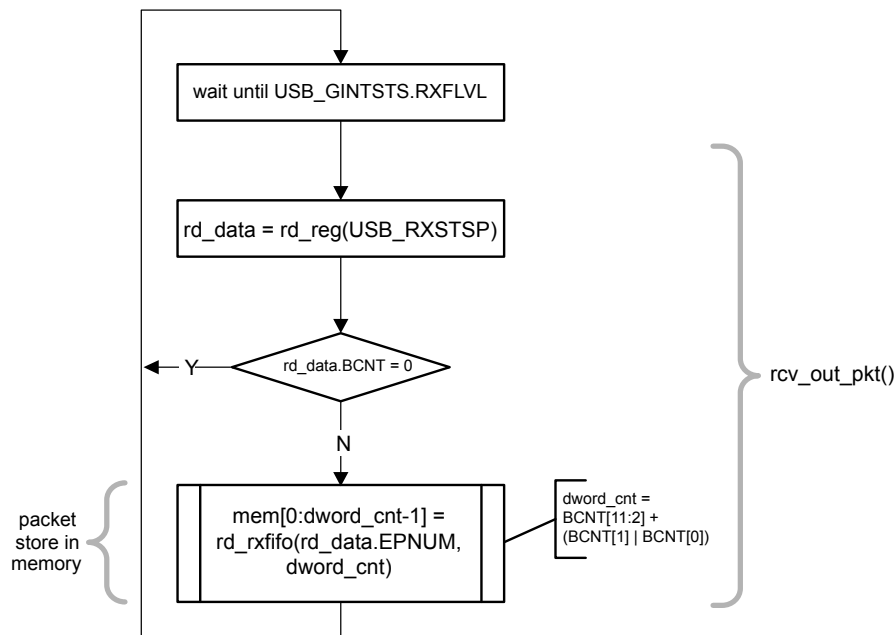 wait until USB_GINTSTS.RXFLVL
rd_data = rd_reg(USB_RXSTSP)
rd_data.BCNT = 0
Y
N
rcv_out_pkt()
packet
store in
memory
mem[0:dword_cnt-1] =
rd_rxfifo(rd_data.EPNUM,
dword_cnt)
dword_cnt =
BCNT[11:2] +
(BCNT[1] | BCNT[0])